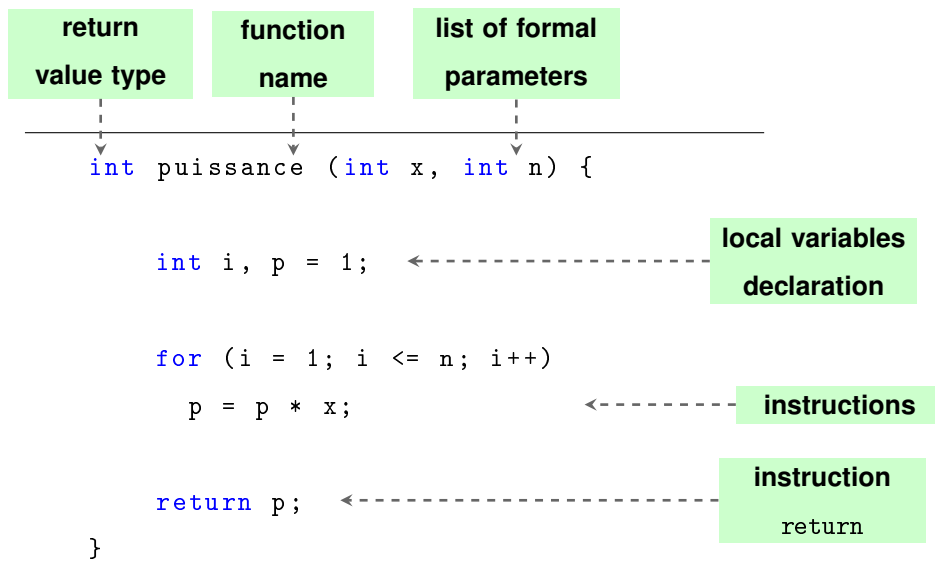 return
value type
function
name
list of formal
parameters
int puissance (int x, int n) {
int i, p = 1;
local variables
declaration
for (i = 1; i <= n; i++)
p = p * x;
instructions
return p;
instruction
return
}